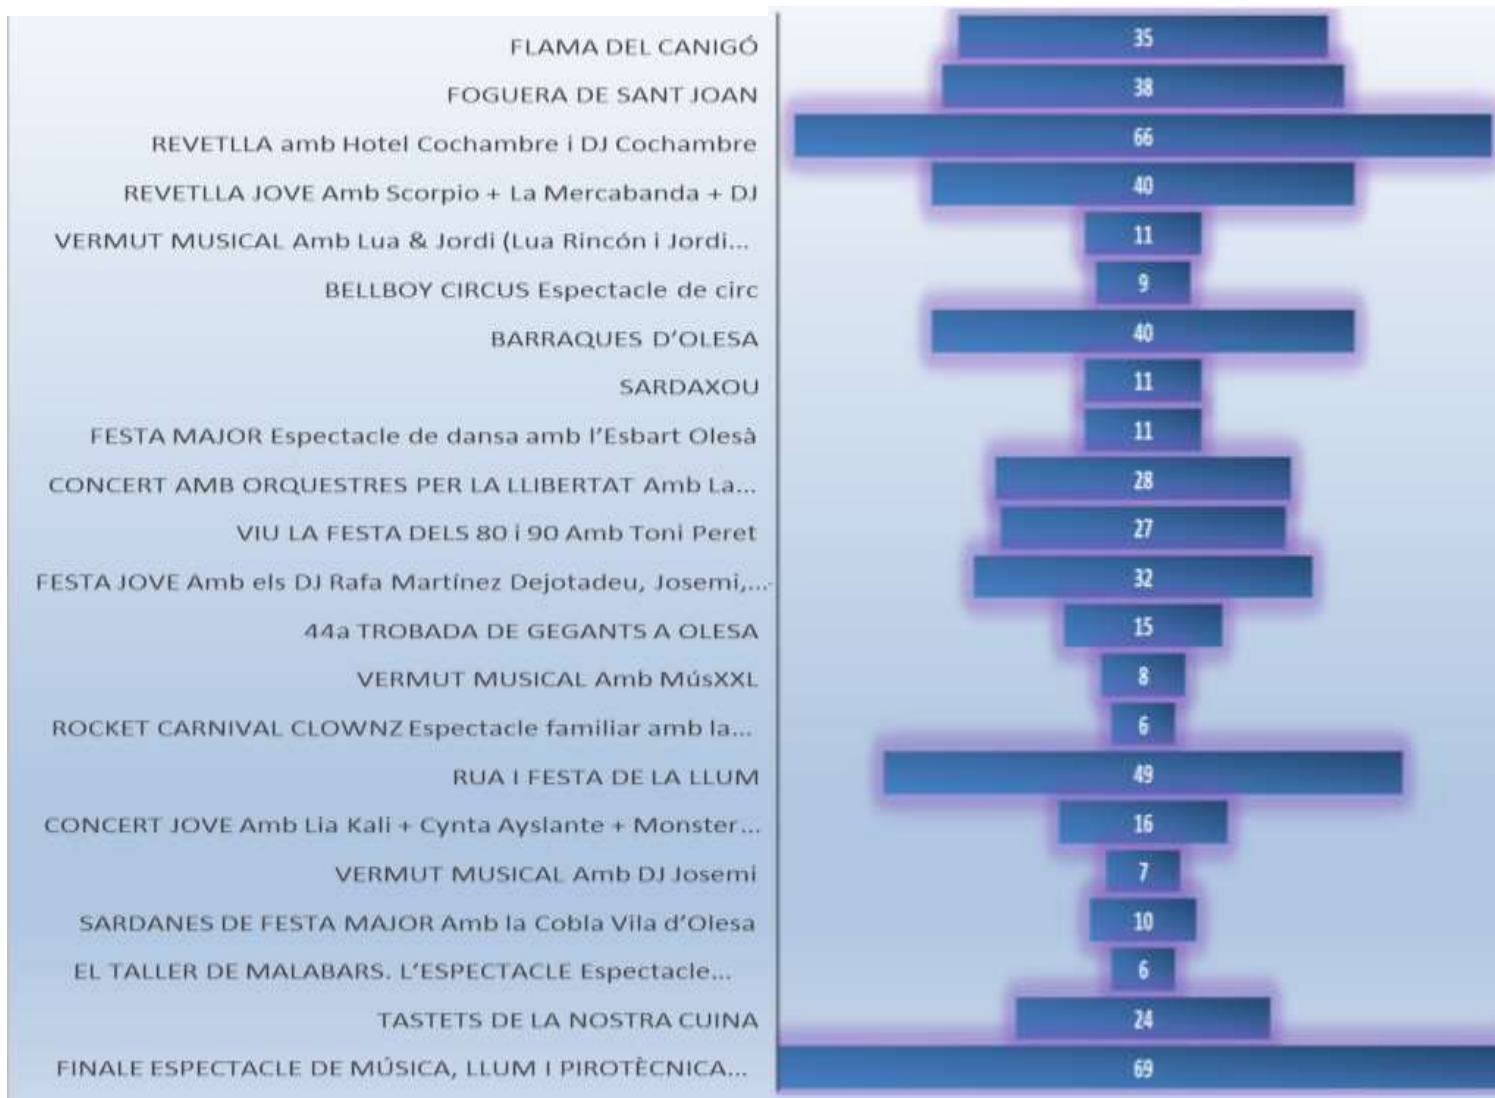 FLAMA DEL CANIGÓ 35
FOGUERA DE SANT JOAN 38
REVETLLA amb Hotel Cochambre i DJ Cochambre 66
REVETLLA JOVE Amb Scorpio + La Mercabanda + DJ 40
VERMUT MUSICAL Amb Lua & Jordi (Lua Rincón i Jordi... 11
BELLBOY CIRCUS Espectacle de circ 9
BARRAQUES D'OLESA 40
SARDAXOU 11
FESTA MAJOR Espectacle de dansa amb l'Esbart Olesà 11
CONCERT AMB ORQUESTRES PER LA LLIBERTAT Amb La... 28
VIU LA FESTA DELS 80 i 90 Amb Toni Peret 27
FESTA JOVE Amb els DJ Rafa Martínez Dejotadeu, Josemi,... 32
44a TROBADA DE GEGANTS A OLESA 15
VERMUT MUSICAL Amb MúsXXL 8
ROCKET CARNIVAL CLOWNZ Espectacle familiar amb la... 6
RUA I FESTA DE LA LLUM 49
CONCERT JOVE Amb Lia Kali + Cynta Ayslante + Monster... 16
VERMUT MUSICAL Amb DJ Josemi 7
SARDANES DE FESTA MAJOR Amb la Cobla Vila d'Olesa 10
EL TALLER DE MALABARS. L'ESPECTACLE Espectacle... 6
TASTETS DE LA NOSTRA CUINA 24
FINALE ESPECTACLE DE MÚSICA, LLUM I PIROTÈCNICA... 69